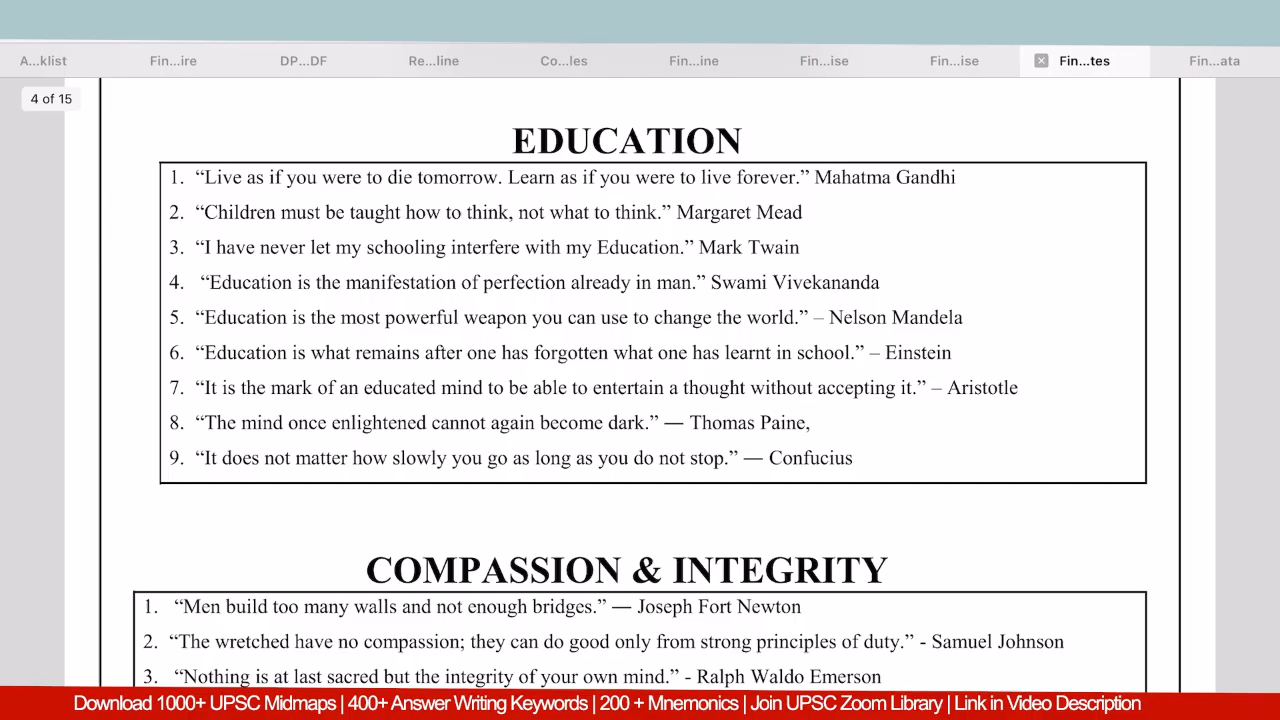 A...klist Fin...ire DP...DF Re...line Co...les Fin...ine Fin...ise Fin...ise Fin...tes Fin...ata
4 of 15
EDUCATION
1. “Live as if you were to die tomorrow. Learn as if you were to live forever.” Mahatma Gandhi
2. “Children must be taught how to think, not what to think.” Margaret Mead
3. “I have never let my schooling interfere with my Education.” Mark Twain
4. “Education is the manifestation of perfection already in man.” Swami Vivekananda
5. “Education is the most powerful weapon you can use to change the world.” – Nelson Mandela
6. “Education is what remains after one has forgotten what one has learnt in school.” – Einstein
7. “It is the mark of an educated mind to be able to entertain a thought without accepting it.” – Aristotle
8. “The mind once enlightened cannot again become dark.” — Thomas Paine,
9. “It does not matter how slowly you go as long as you do not stop.” — Confucius
COMPASSION & INTEGRITY
1. “Men build too many walls and not enough bridges.” — Joseph Fort Newton
2. “The wretched have no compassion; they can do good only from strong principles of duty.” - Samuel Johnson
3. “Nothing is at last sacred but the integrity of your own mind.” - Ralph Waldo Emerson
Download 1000+ UPSC Midmaps | 400+ Answer Writing Keywords | 200 + Mnemonics | Join UPSC Zoom Library | Link in Video Description